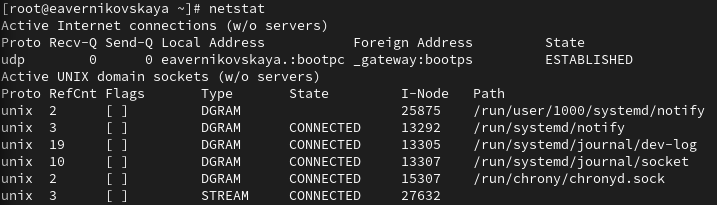 [root@eavernikovskaya ~]# netstat
Active Internet connections (w/o servers)
Proto Recv-Q Send-Q Local Address           Foreign Address         State
udp        0      0 eavernikovskaya.:bootpc _gateway:bootps         ESTABLISHED
Active UNIX domain sockets (w/o servers)
Proto RefCnt Flags       Type       State         I-Node   Path
unix  2      [ ]         DGRAM                    25875    /run/user/1000/systemd/notify
unix  3      [ ]         DGRAM      CONNECTED     13292    /run/systemd/notify
unix  19     [ ]         DGRAM      CONNECTED     13305    /run/systemd/journal/dev-log
unix  10     [ ]         DGRAM      CONNECTED     13307    /run/systemd/journal/socket
unix  2      [ ]         DGRAM      CONNECTED     15307    /run/chrony/chronyd.sock
unix  3      [ ]         STREAM     CONNECTED     27632